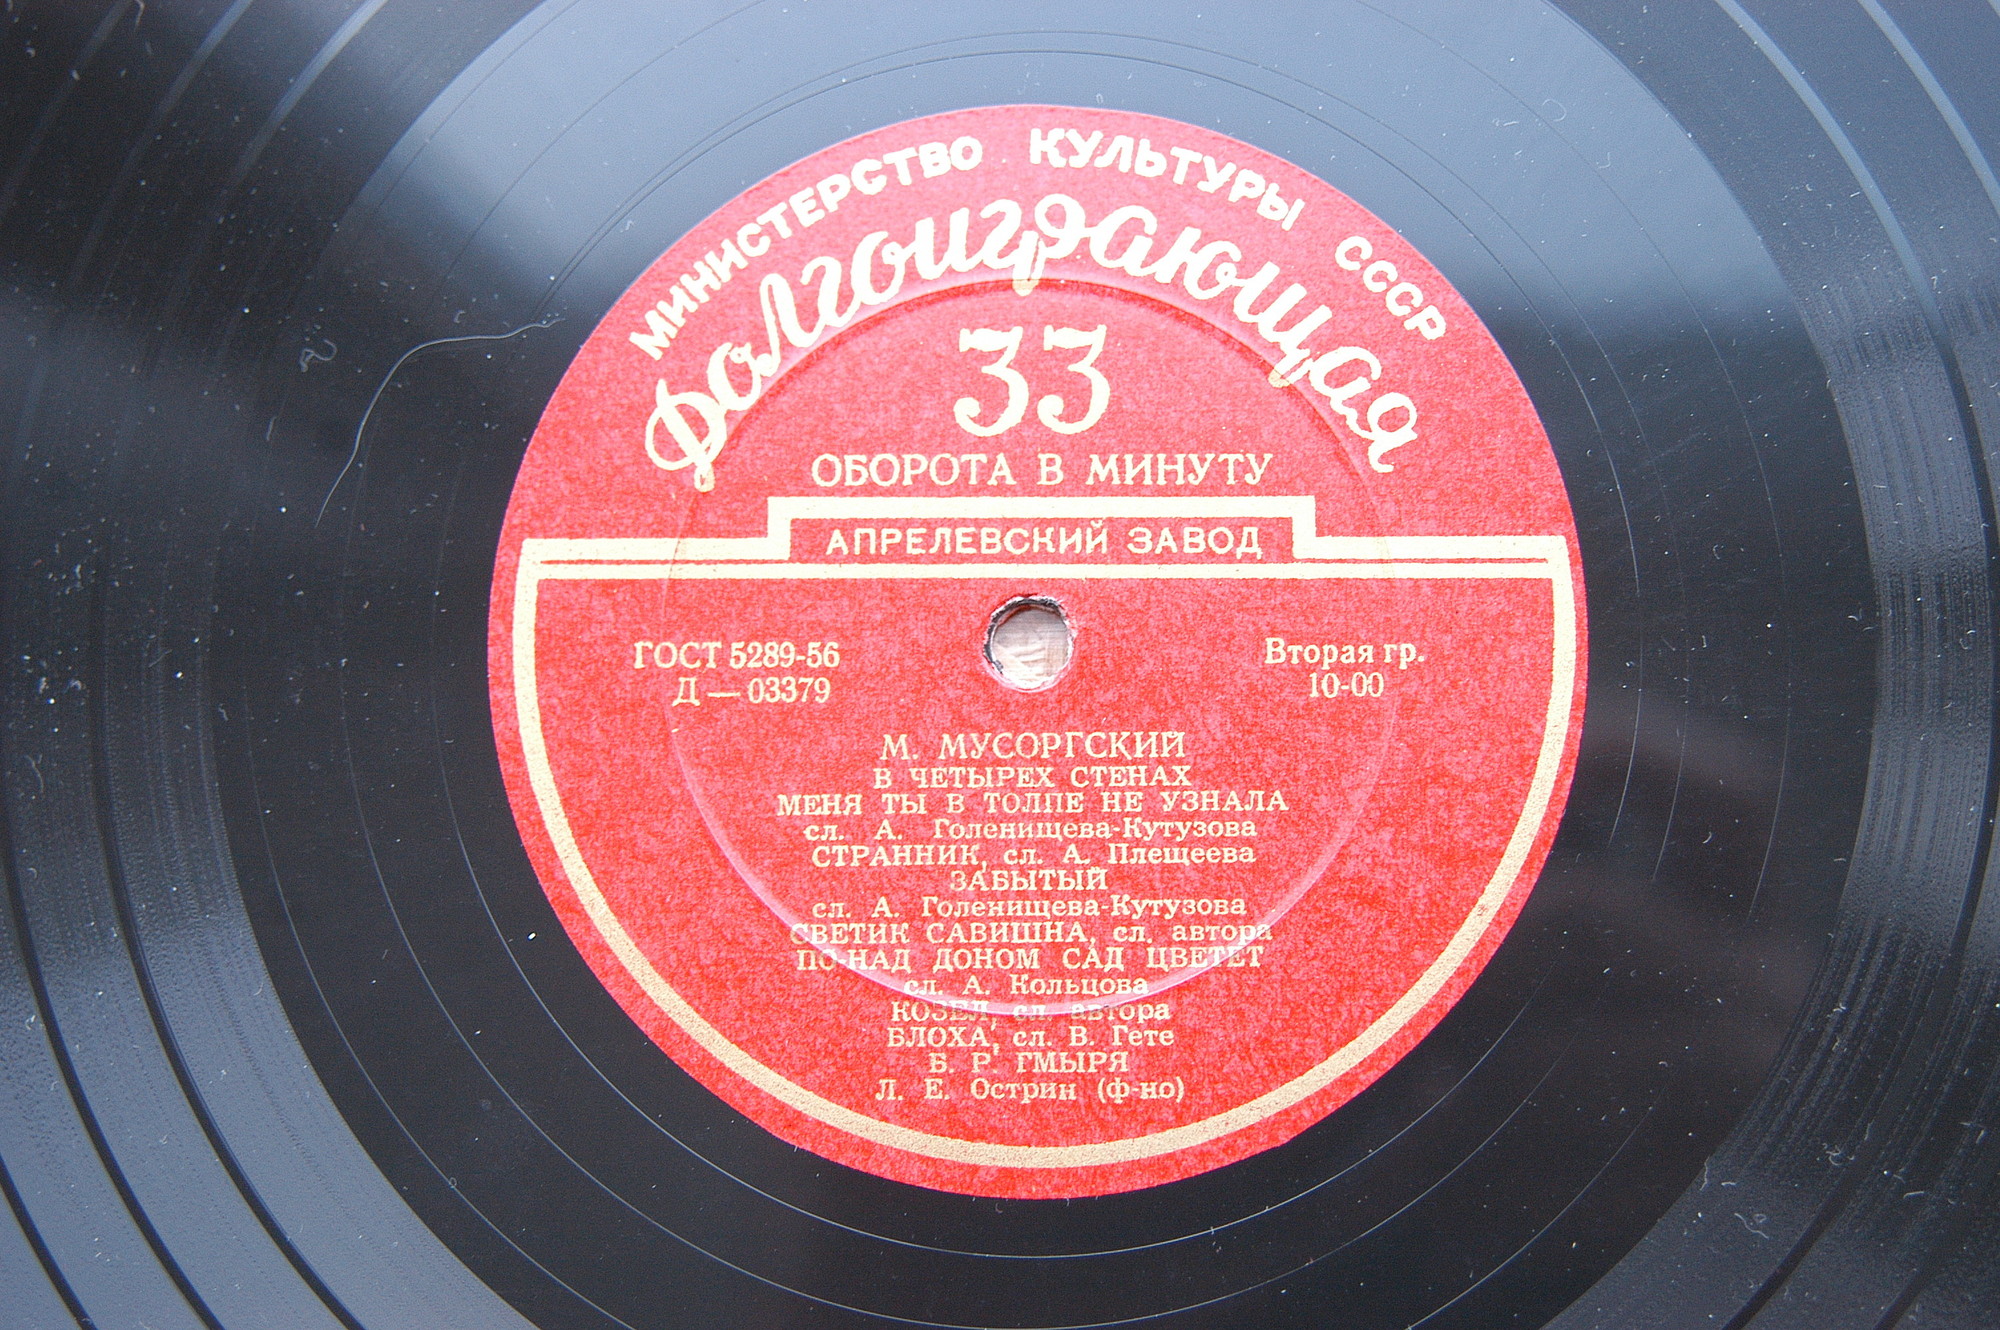 МИНИСТЕРСТВО КУЛЬТУРЫ СССР
Долгоиграющая
33
ОБОРОТА В МИНУТУ
АПРЕЛЕВСКИЙ ЗАВОД
ГОСТ 5289-56
Д — 03379
Вторая гр.
10-00
М. МУСОРГСКИЙ
В ЧЕТЫРЕХ СТЕНАХ
МЕНЯ ТЫ В ТОЛПЕ НЕ УЗНАЛА
сл. А. Голенищева-Кутузова
СТРАННИК, сл. А. Плещеева
ЗАБЫТЫЙ
сл. А. Голенищева-Кутузова
СВЕТИК САВИШНА, сл. автора
ПО-НАД ДОНОМ САД ЦВЕТЕТ
сл. А. Кольцова
КОЗЕЛ, сл. автора
БЛОХА, сл. В. Гете
Б. Р. ГМЫРЯ
Л. Е. Острин (ф-но)